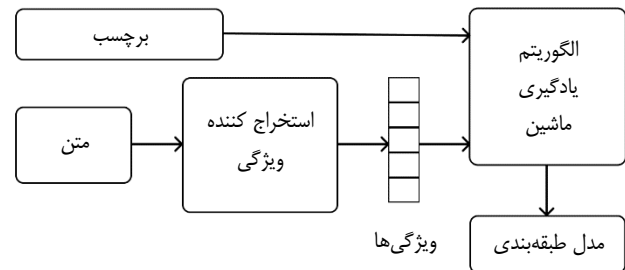 برچسب
الگوریتم
یادگیری
ماشین
متن
استخراج کننده
ویژگی
ویژگی‌ها
مدل طبقه‌بندی